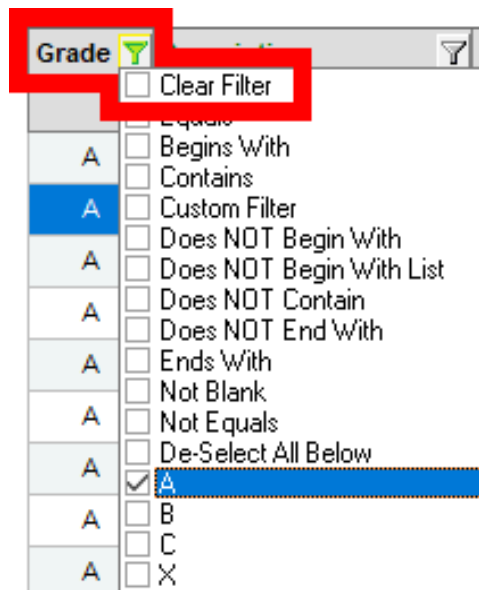 Grade
Clear Filter
Equals
A Begins With
Contains
A Custom Filter
Does NOT Begin With
A Does NOT Begin With List
A Does NOT Contain
Does NOT End With
A Ends With
Not Blank
A Not Equals
De-Select All Below
A A
A B
C
A X